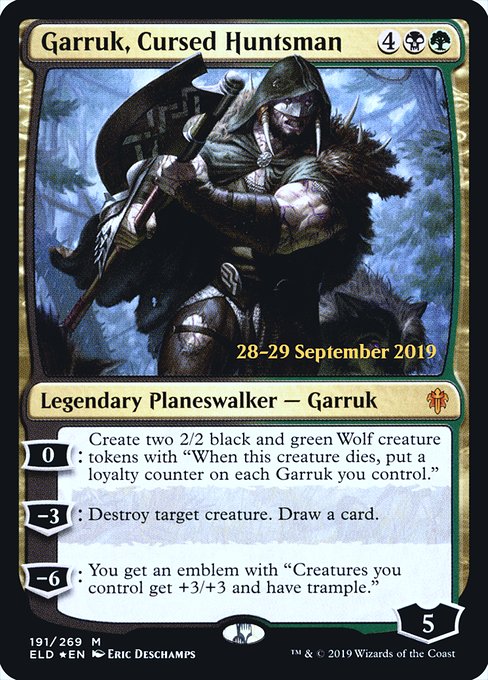 Garruk, Cursed Huntsman 4
28–29 September 2019
Legendary Planeswalker — Garruk
0 : Create two 2/2 black and green Wolf creature
tokens with “When this creature dies, put a
loyalty counter on each Garruk you control.”
−3 : Destroy target creature. Draw a card.
−6 : You get an emblem with “Creatures you
control get +3/+3 and have trample.”
5
191/269 M
ELD ★ EN Eric Deschamps
™ & © 2019 Wizards of the Coast